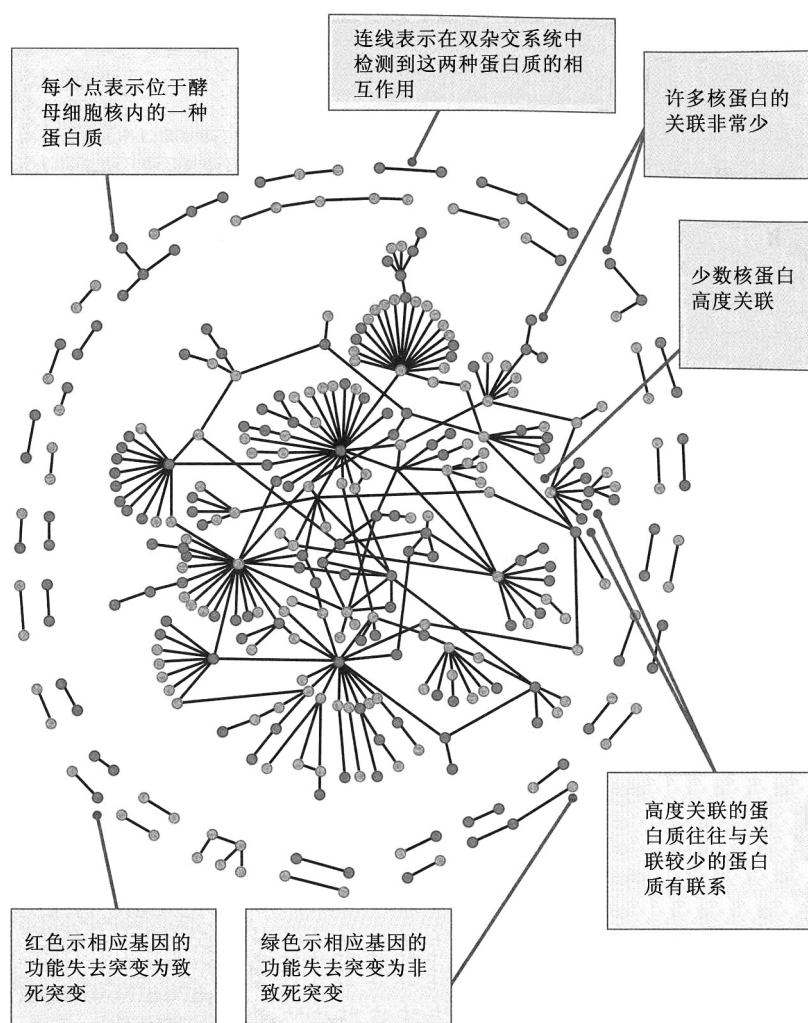 每个点表示位于酵
母细胞核内的一种
蛋白质
连线表示在双杂交系统中
检测到这两种蛋白质的相
互作用
许多核蛋白的
关联非常少
少数核蛋白
高度关联
高度关联的蛋
白质往往与关
联较少的蛋白
质有联系
红色示相应基因的
功能失去突变为致
死突变
绿色示相应基因的
功能失去突变为非
致死突变